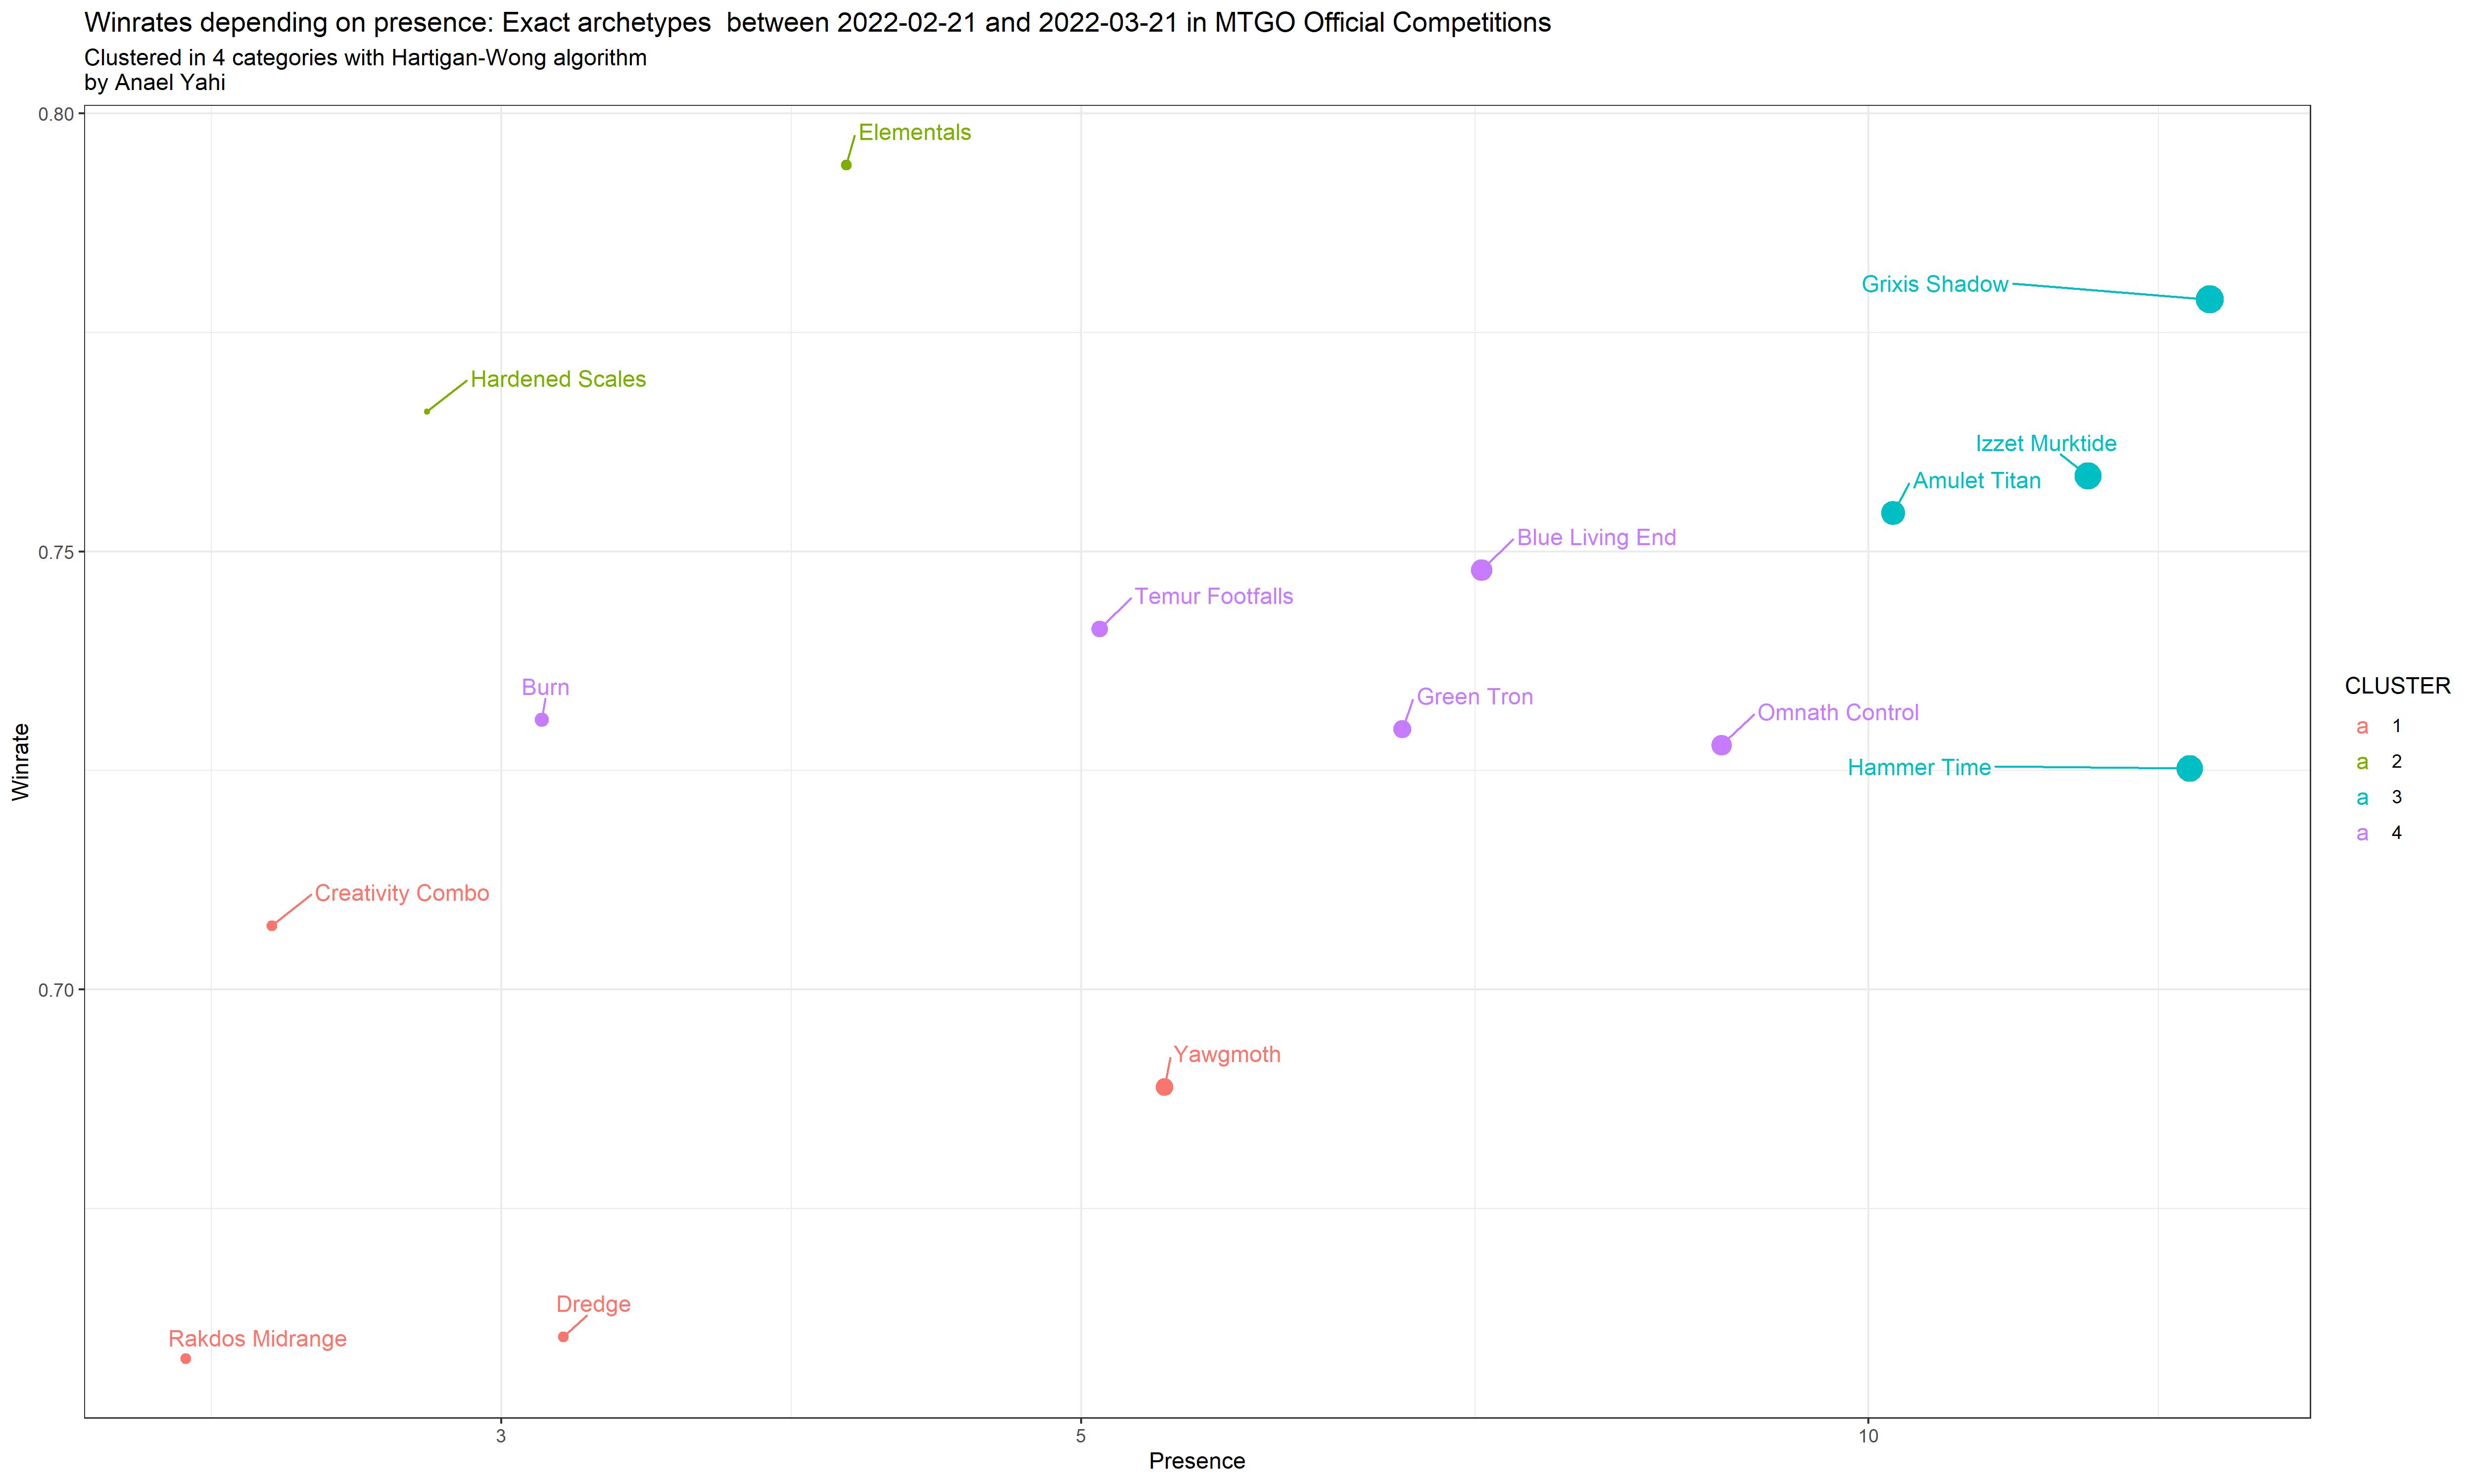 Winrates depending on presence: Exact archetypes  between 2022-02-21 and 2022-03-21 in MTGO Official Competitions
Clustered in 4 categories with Hartigan-Wong algorithm
by Anael Yahi
0.80
Elementals
Grixis Shadow
Hardened Scales
Izzet Murktide
Amulet Titan
0.75
Blue Living End
Temur Footfalls
Burn
Green Tron
Omnath Control
Hammer Time
Winrate
CLUSTER
a 1
a 2
a 3
a 4
Creativity Combo
0.70
Yawgmoth
Dredge
Rakdos Midrange
3
5
10
Presence